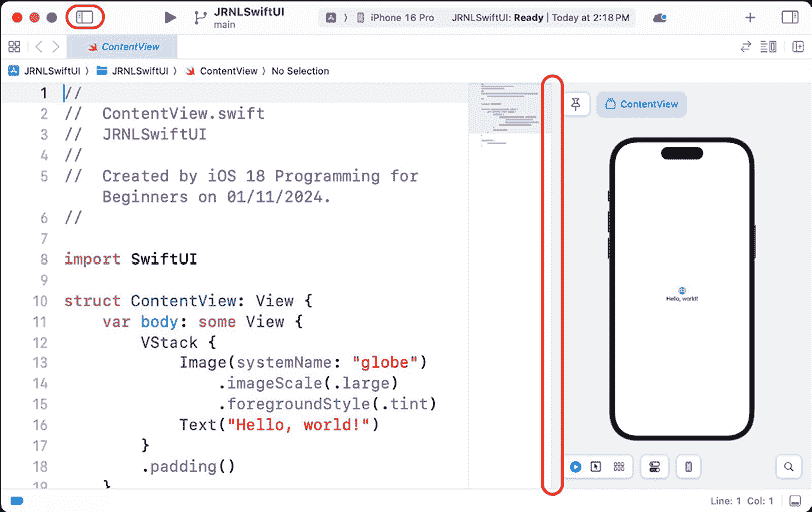 JRNLSwiftUI
main
iPhone 16 Pro
JRNLSwiftUI: Ready | Today at 2:18 PM
ContentView
JRNLSwiftUI
JRNLSwiftUI
ContentView
No Selection
1 //
2 //  ContentView.swift
3 //  JRNLSwiftUI
4 //
5 //  Created by iOS 18 Programming for
Beginners on 01/11/2024.
6 //
7
8 import SwiftUI
9
10 struct ContentView: View {
11     var body: some View {
12         VStack {
13             Image(systemName: "globe")
14                 .imageScale(.large)
15                 .foregroundStyle(.tint)
16             Text("Hello, world!")
17         }
18         .padding()
19     }
ContentView
Hello, world!
Line: 1  Col: 1